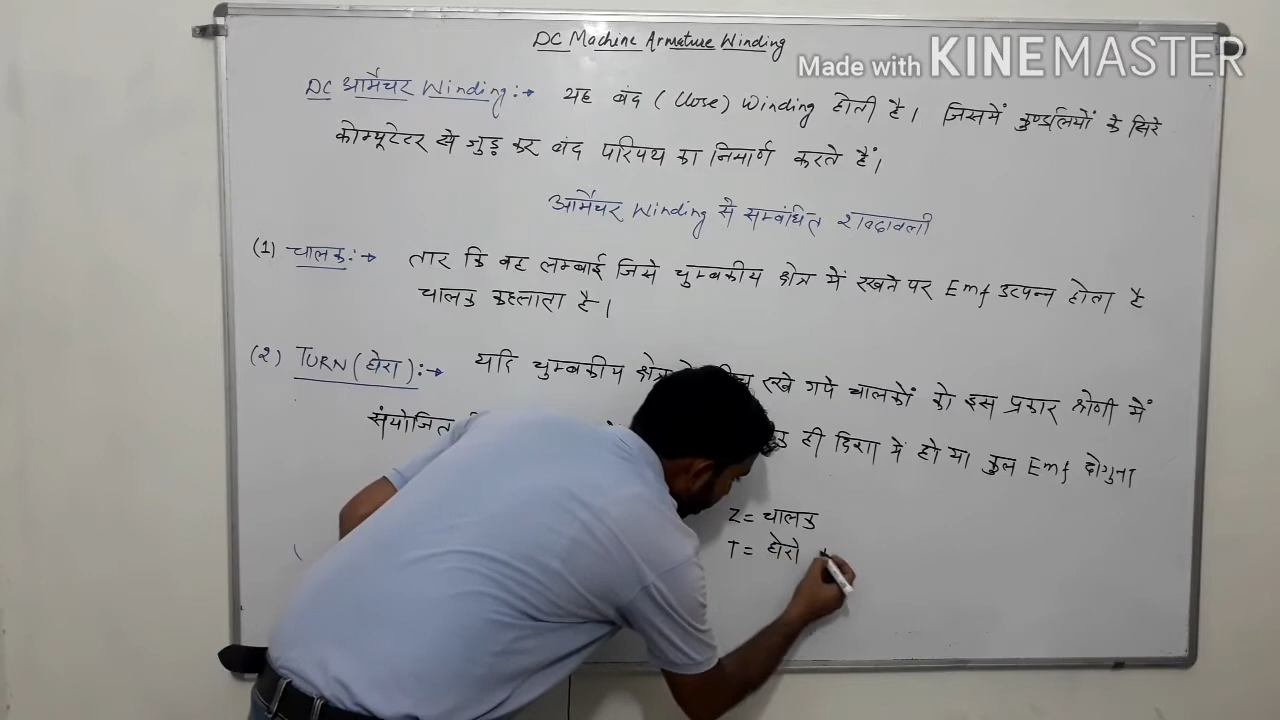 DC Machine Armature Winding
Made with KINEMASTER
DC आर्मेचर Winding :→ यह बंद (Close) Winding होती है। जिसमें कुण्डलियों के सिरे
कोम्यूटेटर से जुड़ कर बंद परिपथ का निर्माण करते हैं।
आर्मेचर Winding से सम्बंधित शब्दावली
(1) चालक :→ तार कि वह लम्बाई जिसे चुम्बकीय क्षेत्र में रखने पर Emf उत्पन्न होता है
चालक कहलाता है।
(2) TURN (घेरा) :→ यदि चुम्बकीय क्षेत्र रखे गये चालकों को इस प्रकार श्रेणी में
संयोजित ही दिशा में हो या कुल Emf दोगुना
Z = चालक
T = घेरो